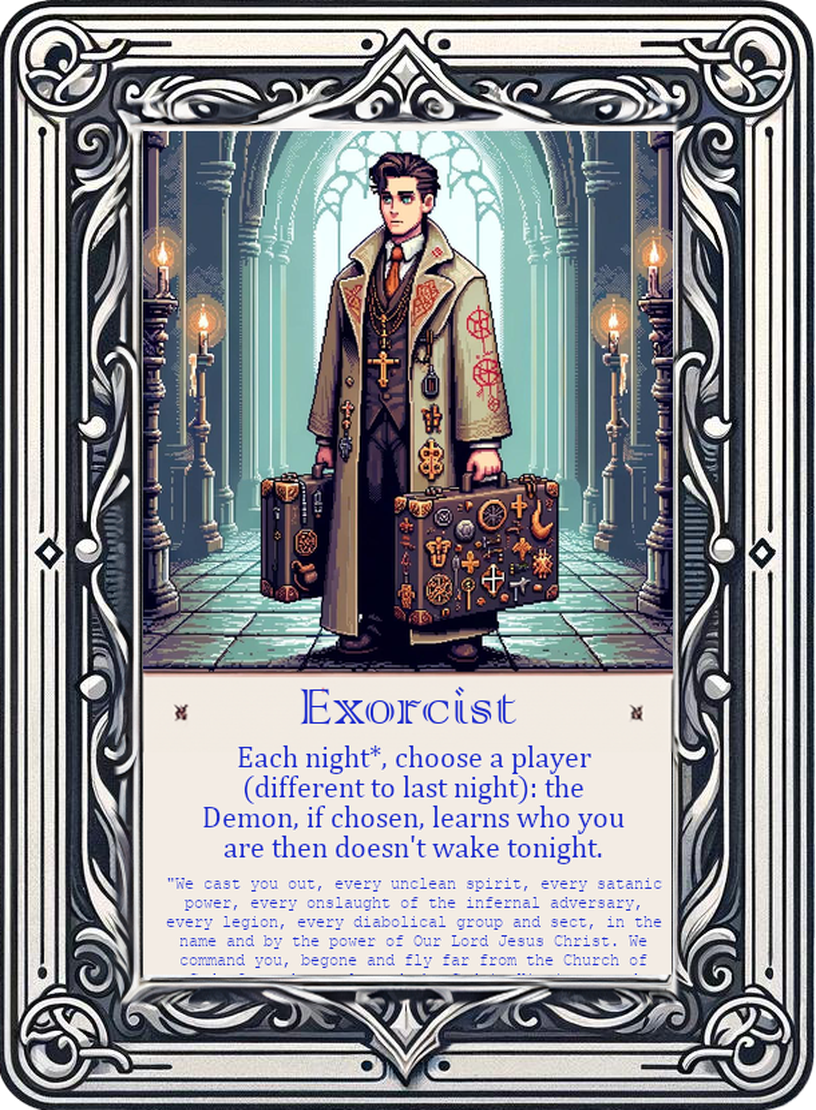 Exorcist
Each night*, choose a player
(different to last night): the
Demon, if chosen, learns who you
are then doesn't wake tonight.
"We cast you out, every unclean spirit, every satanic
power, every onslaught of the infernal adversary,
every legion, every diabolical group and sect, in the
name and by the power of Our Lord Jesus Christ. We
command you, begone and fly far from the Church of